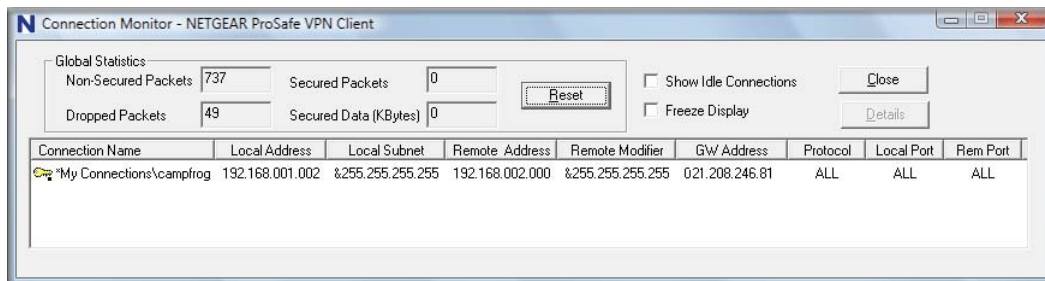 Connection Monitor - NETGEAR ProSafe VPN Client
Global Statistics
Non-Secured Packets 737 Secured Packets 0 Reset Show Idle Connections Close
Dropped Packets 49 Secured Data (KBytes) 0 Freeze Display Details
Connection Name Local Address Local Subnet Remote Address Remote Modifier GW Address Protocol Local Port Rem Port
*My Connections\campfrog 192.168.001.002 &255.255.255.255 192.168.002.000 &255.255.255.255 021.208.246.81 ALL ALL ALL